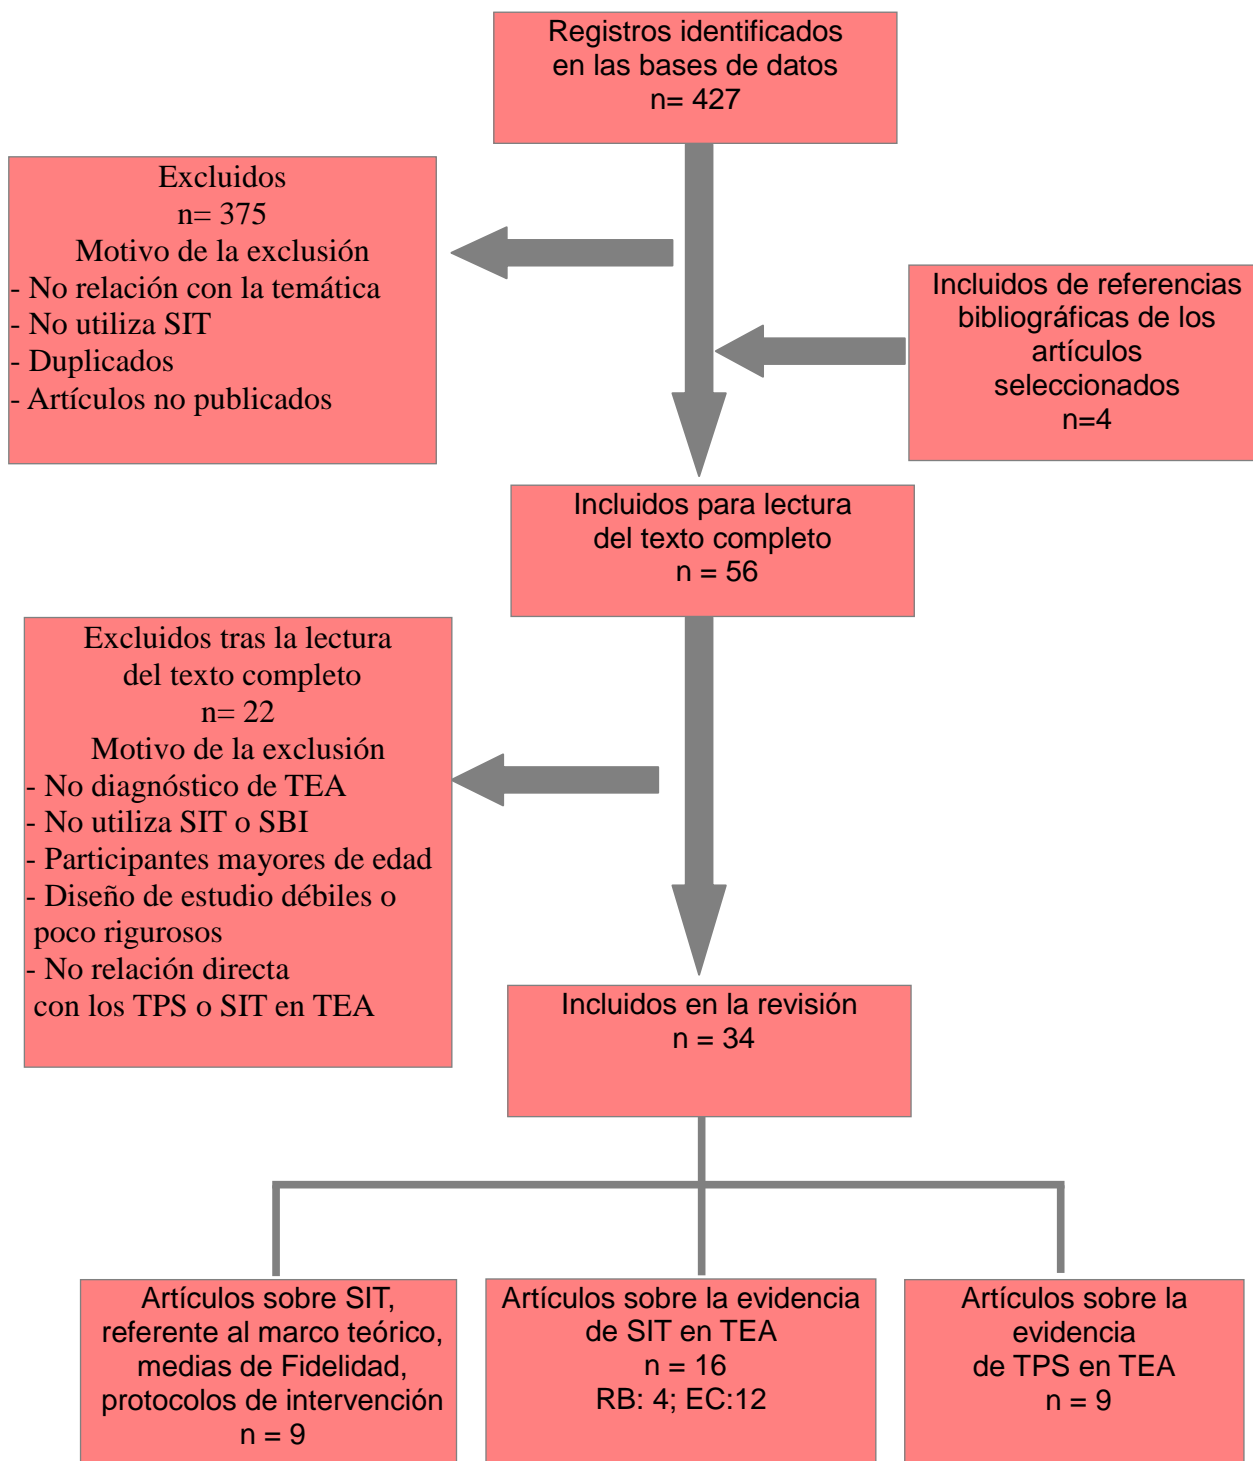 Registros identificados
en las bases de datos
n= 427
Excluidos
n= 375
Motivo de la exclusión
- No relación con la temática
- No utiliza SIT
- Duplicados
- Artículos no publicados
Incluidos de referencias
bibliográficas de los
artículos
seleccionados
n=4
Incluidos para lectura
del texto completo
n = 56
Excluidos tras la lectura
del texto completo
n= 22
Motivo de la exclusión
- No diagnóstico de TEA
- No utiliza SIT o SBI
- Participantes mayores de edad
- Diseño de estudio débiles o
poco rigurosos
- No relación directa
con los TPS o SIT en TEA
Incluidos en la revisión
n = 34
Artículos sobre SIT,
referente al marco teórico,
medias de Fidelidad,
protocolos de intervención
n = 9
Artículos sobre la evidencia
de SIT en TEA
n = 16
RB: 4; EC:12
Artículos sobre la
evidencia
de TPS en TEA
n = 9